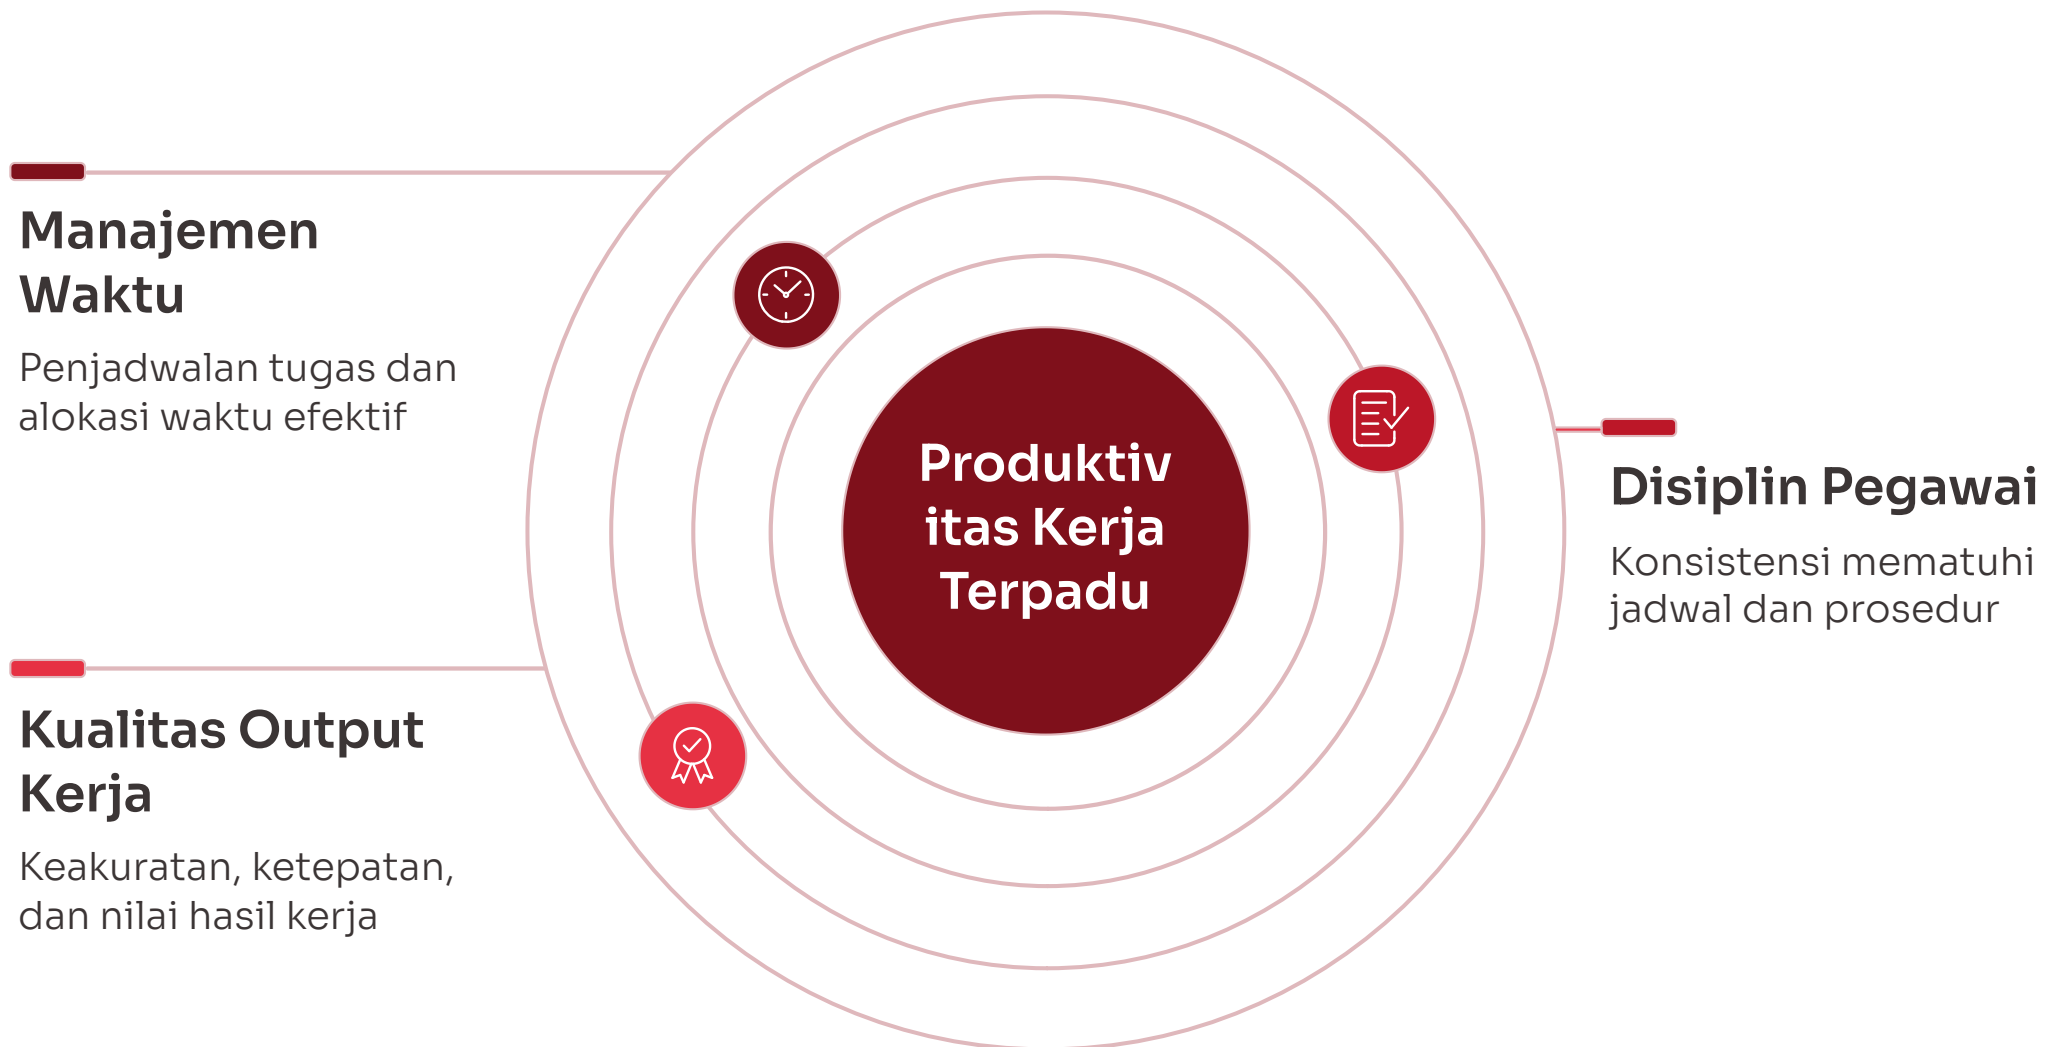 Manajemen
Waktu
Penjadwalan tugas dan
alokasi waktu efektif
Produktiv
itas Kerja
Terpadu
Disiplin Pegawai
Konsistensi mematuhi
jadwal dan prosedur
Kualitas Output
Kerja
Keakuratan, ketepatan,
dan nilai hasil kerja